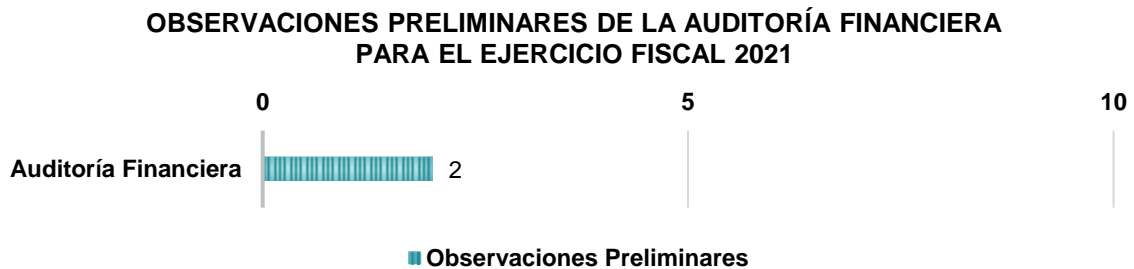 OBSERVACIONES PRELIMINARES DE LA AUDITORÍA FINANCIERA
PARA EL EJERCICIO FISCAL 2021
0 5 10
Auditoría Financiera 2
Observaciones Preliminares